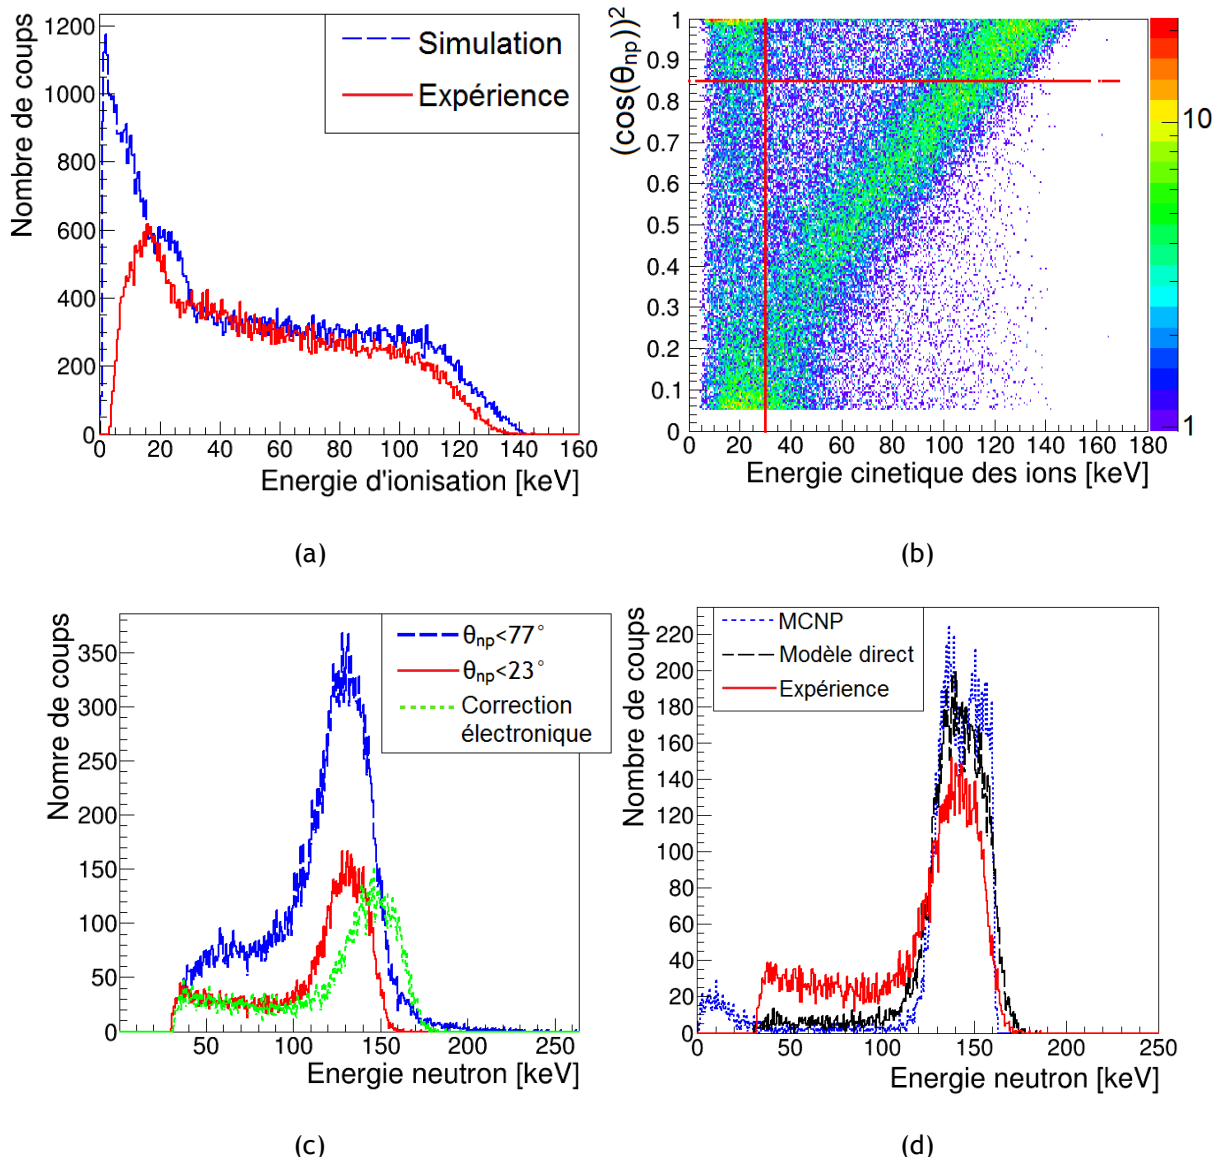 Nombre de coups
1200
1000
800
600
400
200
0
Simulation
Expérience
0 20 40 60 80 100 120 140 160
Energie d'ionisation [keV]
(a)
(cos(θnp))²
1
0.9
0.8
0.7
0.6
0.5
0.4
0.3
0.2
0.1
0
0 20 40 60 80 100 120 140 160 180
Energie cinetique des ions [keV]
10
1
(b)
Nomre de coups
350
300
250
200
150
100
50
0
θnp<77°
θnp<23°
Correction
électronique
50 100 150 200 250
Energie neutron [keV]
(c)
Nombre de coups
220
200
180
160
140
120
100
80
60
40
20
0
MCNP
Modèle direct
Expérience
0 50 100 150 200 250
Energie neutron [keV]
(d)